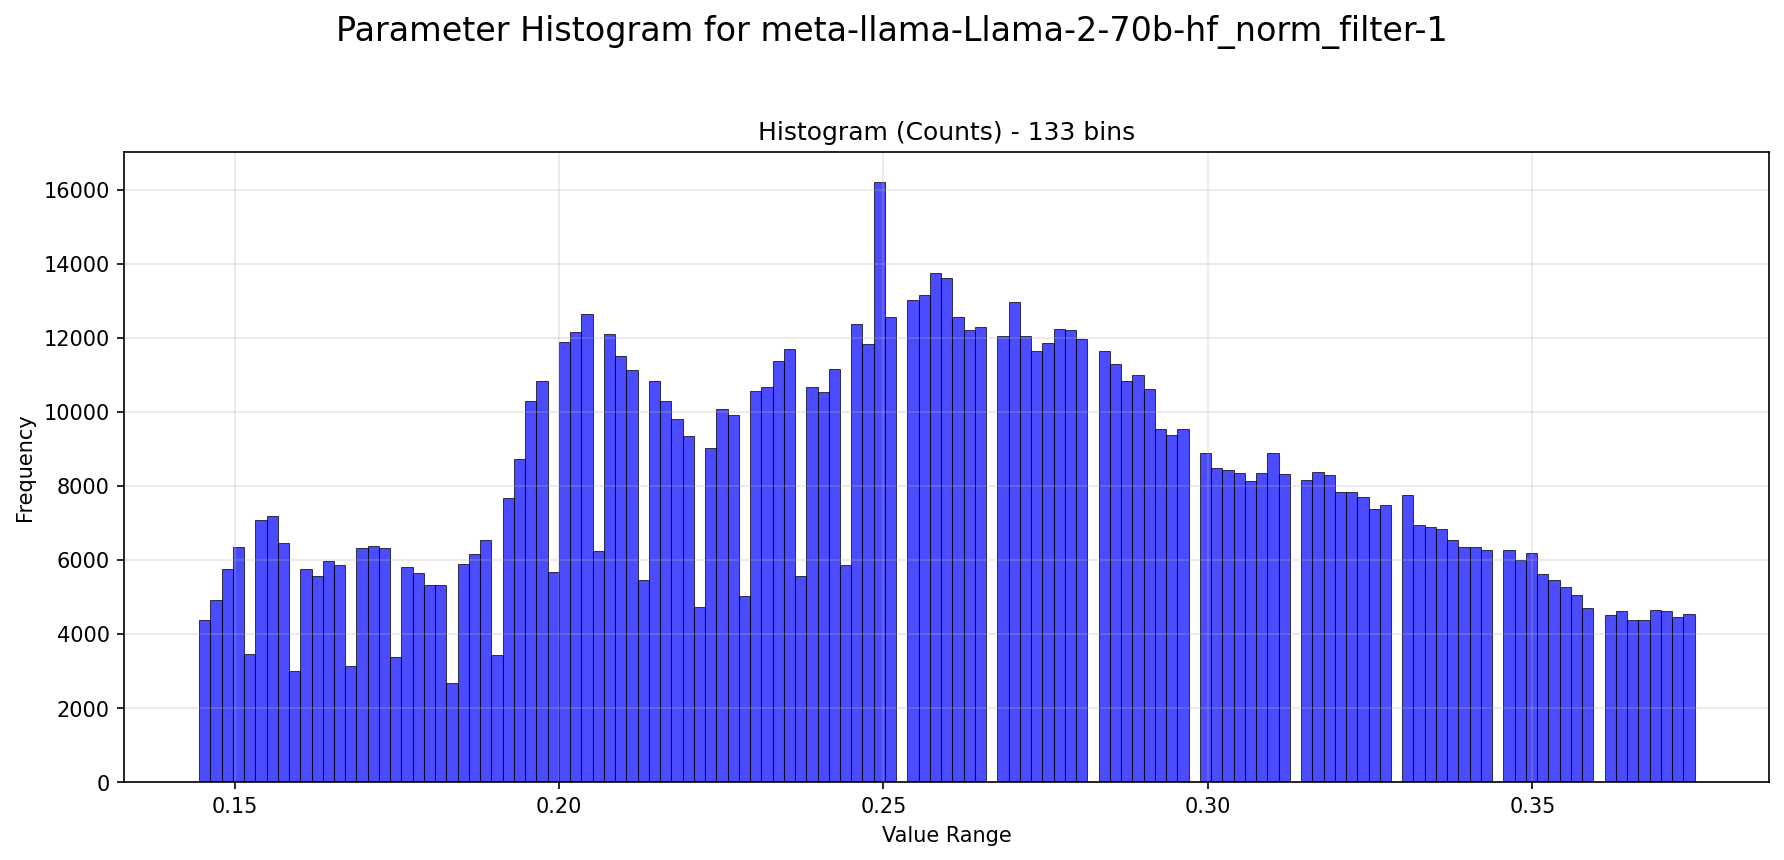 Parameter Histogram for meta-llama-Llama-2-70b-hf_norm_filter-1
Histogram (Counts) - 133 bins
16000
14000
12000
10000
8000
6000
4000
2000
0
Frequency
0.15 0.20 0.25 0.30 0.35
Value Range